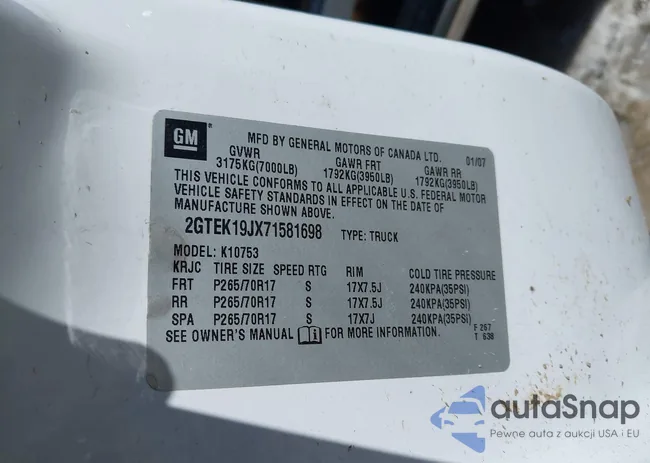 GM
MFD BY GENERAL MOTORS OF CANADA LTD. 01/07
GVWR GAWR FRT GAWR RR
3175KG(7000LB) 1792KG(3950LB) 1792KG(3950LB)
THIS VEHICLE CONFORMS TO ALL APPLICABLE U.S. FEDERAL MOTOR
VEHICLE SAFETY STANDARDS IN EFFECT ON THE DATE OF
MANUFACTURE SHOWN ABOVE.
2GTEK19JX71581698 TYPE: TRUCK
MODEL: K10753
KRJC TIRE SIZE SPEED RTG RIM COLD TIRE PRESSURE
FRT P265/70R17 S 17X7.5J 240KPA(35PSI)
RR P265/70R17 S 17X7.5J 240KPA(35PSI)
SPA P265/70R17 S 17X7J 240KPA(35PSI)
SEE OWNER'S MANUAL FOR MORE INFORMATION.
F 267
T 638
autoSnap
Pewne auta z aukcji USA i EU